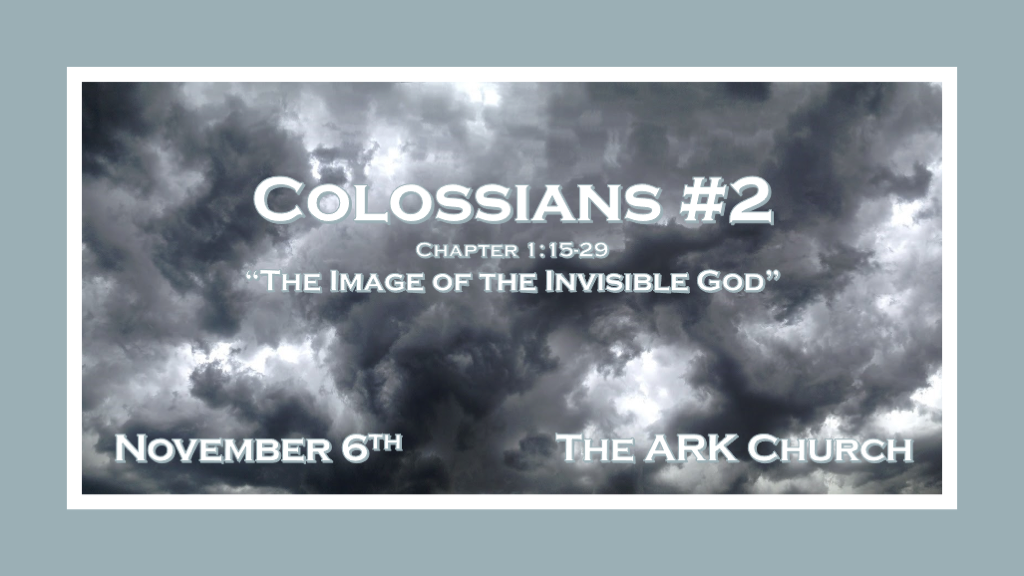 Colossians #2
Chapter 1:15-29
“The Image of the Invisible God”
November 6th
The ARK Church